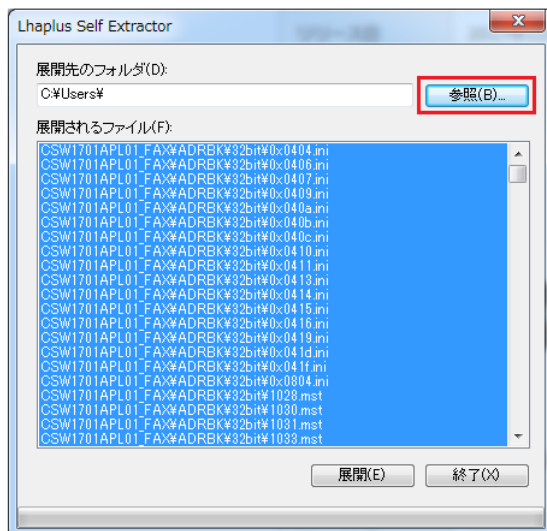 Lhaplus Self Extractor
展開先のフォルダ(D):
C:¥Users¥
参照(B)...
展開されるファイル(F):
CSW1701APL01_FAX¥ADRBK¥32bit¥0x0404.ini
CSW1701APL01_FAX¥ADRBK¥32bit¥0x0406.ini
CSW1701APL01_FAX¥ADRBK¥32bit¥0x0407.ini
CSW1701APL01_FAX¥ADRBK¥32bit¥0x0409.ini
CSW1701APL01_FAX¥ADRBK¥32bit¥0x040a.ini
CSW1701APL01_FAX¥ADRBK¥32bit¥0x040b.ini
CSW1701APL01_FAX¥ADRBK¥32bit¥0x040c.ini
CSW1701APL01_FAX¥ADRBK¥32bit¥0x0410.ini
CSW1701APL01_FAX¥ADRBK¥32bit¥0x0411.ini
CSW1701APL01_FAX¥ADRBK¥32bit¥0x0413.ini
CSW1701APL01_FAX¥ADRBK¥32bit¥0x0414.ini
CSW1701APL01_FAX¥ADRBK¥32bit¥0x0415.ini
CSW1701APL01_FAX¥ADRBK¥32bit¥0x0416.ini
CSW1701APL01_FAX¥ADRBK¥32bit¥0x0419.ini
CSW1701APL01_FAX¥ADRBK¥32bit¥0x041d.ini
CSW1701APL01_FAX¥ADRBK¥32bit¥0x041f.ini
CSW1701APL01_FAX¥ADRBK¥32bit¥0x0804.ini
CSW1701APL01_FAX¥ADRBK¥32bit¥1028.mst
CSW1701APL01_FAX¥ADRBK¥32bit¥1030.mst
CSW1701APL01_FAX¥ADRBK¥32bit¥1031.mst
CSW1701APL01_FAX¥ADRBK¥32bit¥1033.mst
展開(E)
終了(X)